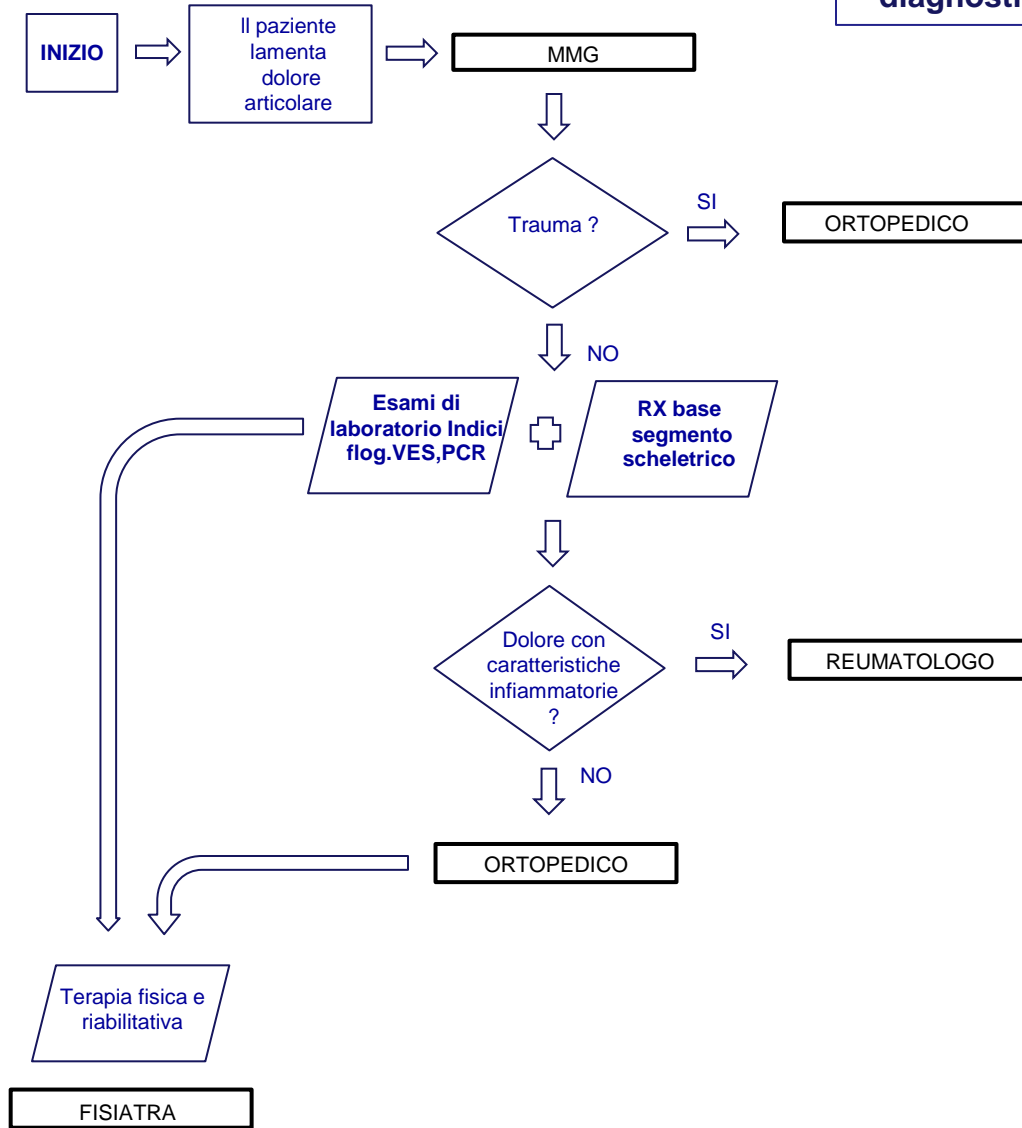 diagnosti
INIZIO
Il paziente
lamenta
dolore
articolare
MMG
Trauma ?
SI
ORTOPEDICO
NO
Esami di
laboratorio Indici
flog.VES,PCR
RX base
segmento
scheletrico
Dolore con
caratteristiche
infiammatorie
?
SI
REUMATOLOGO
NO
ORTOPEDICO
Terapia fisica e
riabilitativa
FISIATRA